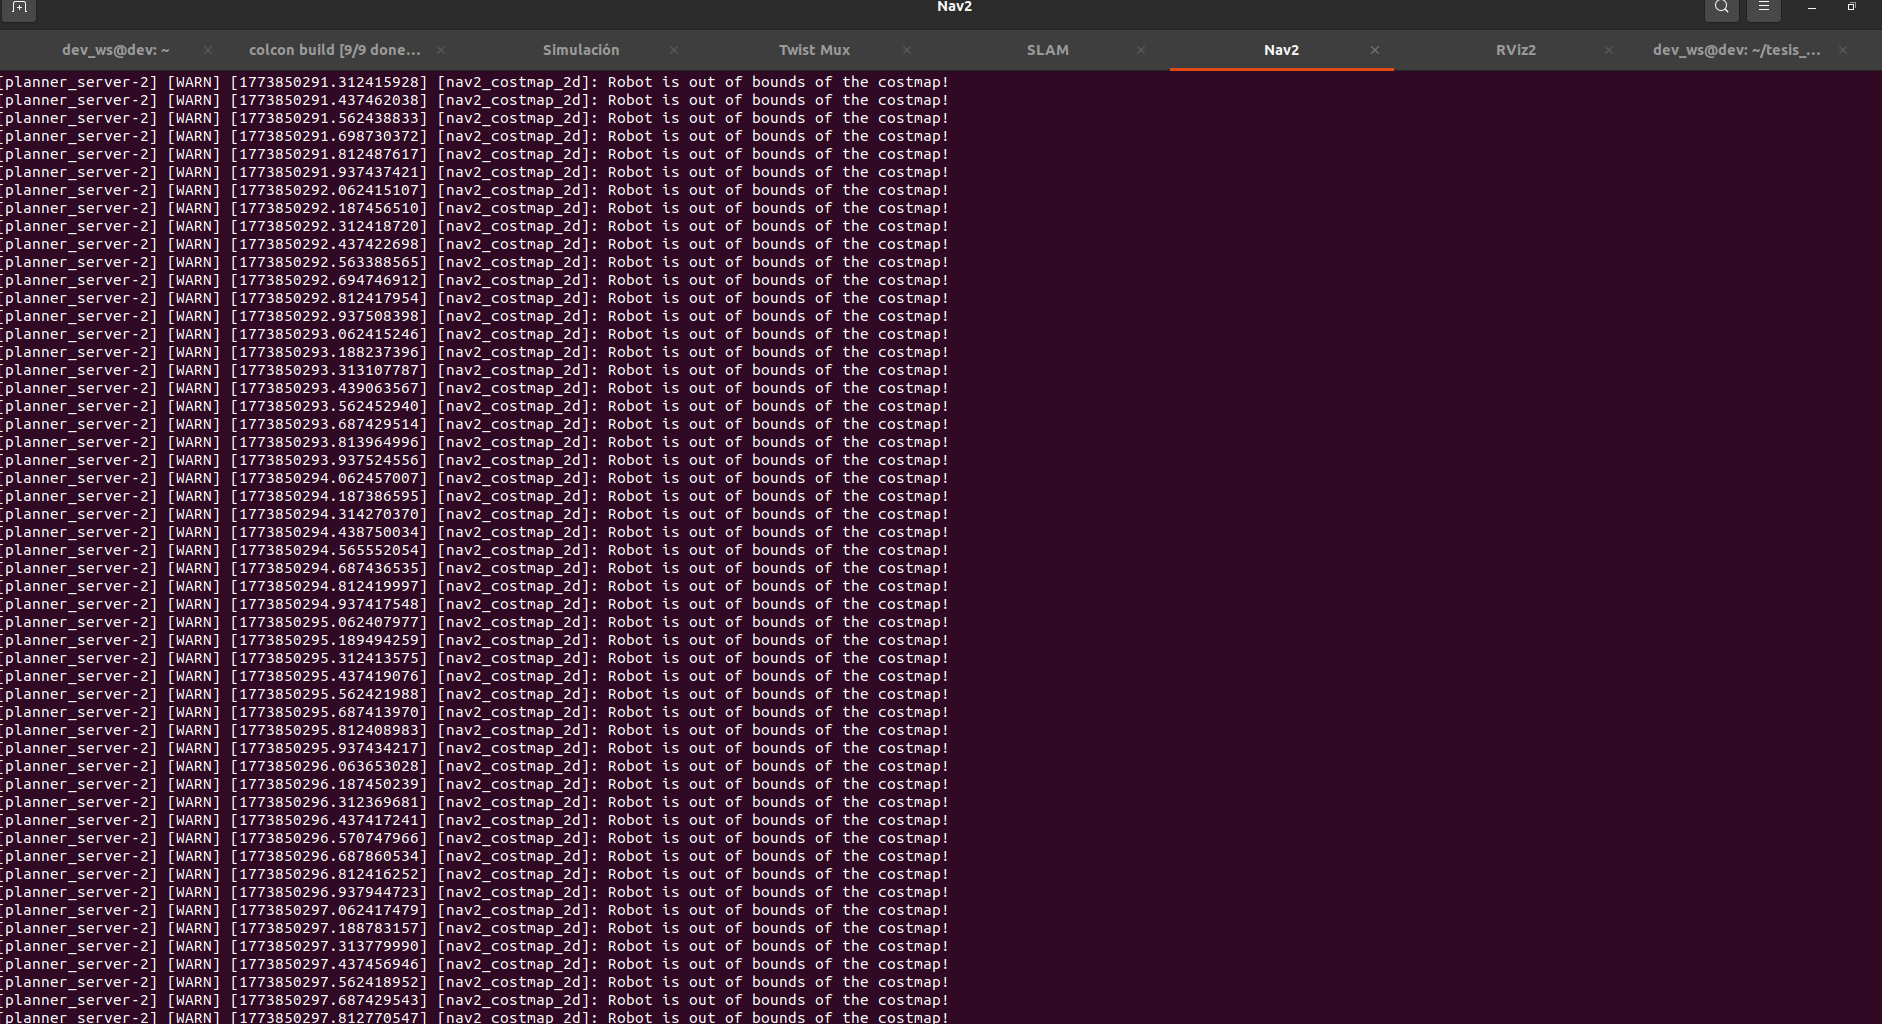 Nav2
dev_ws@dev: ~
colcon build [9/9 done...
Simulación
Twist Mux
SLAM
Nav2
RViz2
dev_ws@dev: ~/tesis_...
[planner_server-2] [WARN] [1773850291.312415928] [nav2_costmap_2d]: Robot is out of bounds of the costmap!
[planner_server-2] [WARN] [1773850291.437462038] [nav2_costmap_2d]: Robot is out of bounds of the costmap!
[planner_server-2] [WARN] [1773850291.562438833] [nav2_costmap_2d]: Robot is out of bounds of the costmap!
[planner_server-2] [WARN] [1773850291.698730372] [nav2_costmap_2d]: Robot is out of bounds of the costmap!
[planner_server-2] [WARN] [1773850291.812487617] [nav2_costmap_2d]: Robot is out of bounds of the costmap!
[planner_server-2] [WARN] [1773850291.937437421] [nav2_costmap_2d]: Robot is out of bounds of the costmap!
[planner_server-2] [WARN] [1773850292.062415107] [nav2_costmap_2d]: Robot is out of bounds of the costmap!
[planner_server-2] [WARN] [1773850292.187456510] [nav2_costmap_2d]: Robot is out of bounds of the costmap!
[planner_server-2] [WARN] [1773850292.312418720] [nav2_costmap_2d]: Robot is out of bounds of the costmap!
[planner_server-2] [WARN] [1773850292.437422698] [nav2_costmap_2d]: Robot is out of bounds of the costmap!
[planner_server-2] [WARN] [1773850292.563388565] [nav2_costmap_2d]: Robot is out of bounds of the costmap!
[planner_server-2] [WARN] [1773850292.694746912] [nav2_costmap_2d]: Robot is out of bounds of the costmap!
[planner_server-2] [WARN] [1773850292.812417954] [nav2_costmap_2d]: Robot is out of bounds of the costmap!
[planner_server-2] [WARN] [1773850292.937508398] [nav2_costmap_2d]: Robot is out of bounds of the costmap!
[planner_server-2] [WARN] [1773850293.062415246] [nav2_costmap_2d]: Robot is out of bounds of the costmap!
[planner_server-2] [WARN] [1773850293.188237396] [nav2_costmap_2d]: Robot is out of bounds of the costmap!
[planner_server-2] [WARN] [1773850293.313107787] [nav2_costmap_2d]: Robot is out of bounds of the costmap!
[planner_server-2] [WARN] [1773850293.439063567] [nav2_costmap_2d]: Robot is out of bounds of the costmap!
[planner_server-2] [WARN] [1773850293.562452940] [nav2_costmap_2d]: Robot is out of bounds of the costmap!
[planner_server-2] [WARN] [1773850293.687429514] [nav2_costmap_2d]: Robot is out of bounds of the costmap!
[planner_server-2] [WARN] [1773850293.813964996] [nav2_costmap_2d]: Robot is out of bounds of the costmap!
[planner_server-2] [WARN] [1773850293.937524556] [nav2_costmap_2d]: Robot is out of bounds of the costmap!
[planner_server-2] [WARN] [1773850294.062457007] [nav2_costmap_2d]: Robot is out of bounds of the costmap!
[planner_server-2] [WARN] [1773850294.187386595] [nav2_costmap_2d]: Robot is out of bounds of the costmap!
[planner_server-2] [WARN] [1773850294.314270370] [nav2_costmap_2d]: Robot is out of bounds of the costmap!
[planner_server-2] [WARN] [1773850294.438750034] [nav2_costmap_2d]: Robot is out of bounds of the costmap!
[planner_server-2] [WARN] [1773850294.565552054] [nav2_costmap_2d]: Robot is out of bounds of the costmap!
[planner_server-2] [WARN] [1773850294.687436535] [nav2_costmap_2d]: Robot is out of bounds of the costmap!
[planner_server-2] [WARN] [1773850294.812419997] [nav2_costmap_2d]: Robot is out of bounds of the costmap!
[planner_server-2] [WARN] [1773850294.937417548] [nav2_costmap_2d]: Robot is out of bounds of the costmap!
[planner_server-2] [WARN] [1773850295.062407977] [nav2_costmap_2d]: Robot is out of bounds of the costmap!
[planner_server-2] [WARN] [1773850295.189494259] [nav2_costmap_2d]: Robot is out of bounds of the costmap!
[planner_server-2] [WARN] [1773850295.312413575] [nav2_costmap_2d]: Robot is out of bounds of the costmap!
[planner_server-2] [WARN] [1773850295.437419076] [nav2_costmap_2d]: Robot is out of bounds of the costmap!
[planner_server-2] [WARN] [1773850295.562421988] [nav2_costmap_2d]: Robot is out of bounds of the costmap!
[planner_server-2] [WARN] [1773850295.687413970] [nav2_costmap_2d]: Robot is out of bounds of the costmap!
[planner_server-2] [WARN] [1773850295.812408983] [nav2_costmap_2d]: Robot is out of bounds of the costmap!
[planner_server-2] [WARN] [1773850295.937434217] [nav2_costmap_2d]: Robot is out of bounds of the costmap!
[planner_server-2] [WARN] [1773850296.063653028] [nav2_costmap_2d]: Robot is out of bounds of the costmap!
[planner_server-2] [WARN] [1773850296.187450239] [nav2_costmap_2d]: Robot is out of bounds of the costmap!
[planner_server-2] [WARN] [1773850296.312369681] [nav2_costmap_2d]: Robot is out of bounds of the costmap!
[planner_server-2] [WARN] [1773850296.437417241] [nav2_costmap_2d]: Robot is out of bounds of the costmap!
[planner_server-2] [WARN] [1773850296.570747966] [nav2_costmap_2d]: Robot is out of bounds of the costmap!
[planner_server-2] [WARN] [1773850296.687860534] [nav2_costmap_2d]: Robot is out of bounds of the costmap!
[planner_server-2] [WARN] [1773850296.812416252] [nav2_costmap_2d]: Robot is out of bounds of the costmap!
[planner_server-2] [WARN] [1773850296.937944723] [nav2_costmap_2d]: Robot is out of bounds of the costmap!
[planner_server-2] [WARN] [1773850297.062417479] [nav2_costmap_2d]: Robot is out of bounds of the costmap!
[planner_server-2] [WARN] [1773850297.188783157] [nav2_costmap_2d]: Robot is out of bounds of the costmap!
[planner_server-2] [WARN] [1773850297.313779990] [nav2_costmap_2d]: Robot is out of bounds of the costmap!
[planner_server-2] [WARN] [1773850297.437456946] [nav2_costmap_2d]: Robot is out of bounds of the costmap!
[planner_server-2] [WARN] [1773850297.562418952] [nav2_costmap_2d]: Robot is out of bounds of the costmap!
[planner_server-2] [WARN] [1773850297.687429543] [nav2_costmap_2d]: Robot is out of bounds of the costmap!
[planner_server-2] [WARN] [1773850297.812770547] [nav2_costmap_2d]: Robot is out of bounds of the costmap!